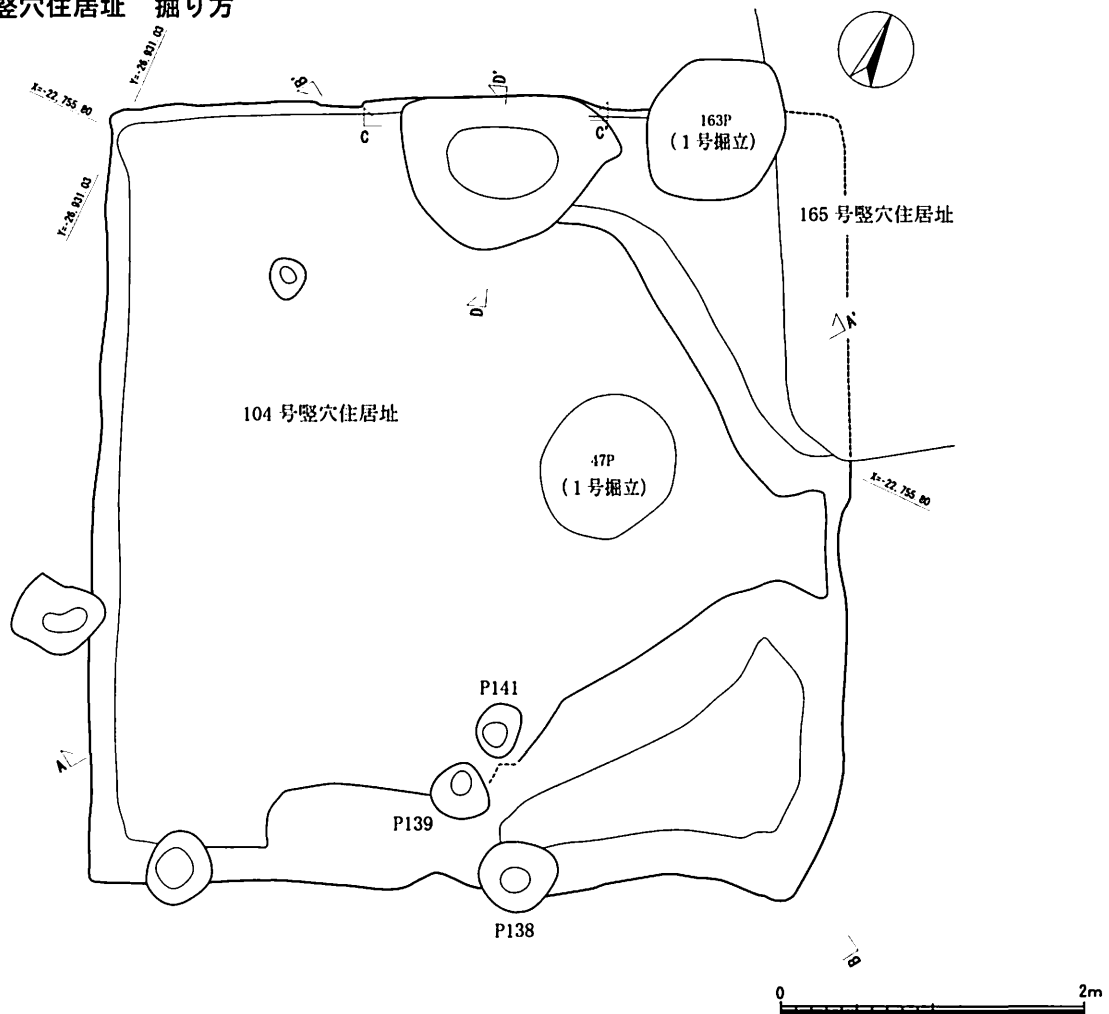 竪穴住居址 掘り方
Y=-26,931.03
X=-22,755.80
B'
D'
C
C'
163P
(1号掘立)
Y=-26,931.03
165号竪穴住居址
D
A'
104号竪穴住居址
47P
(1号掘立)
X=-22,755.80
P141
A
P139
P138
B
0 2m